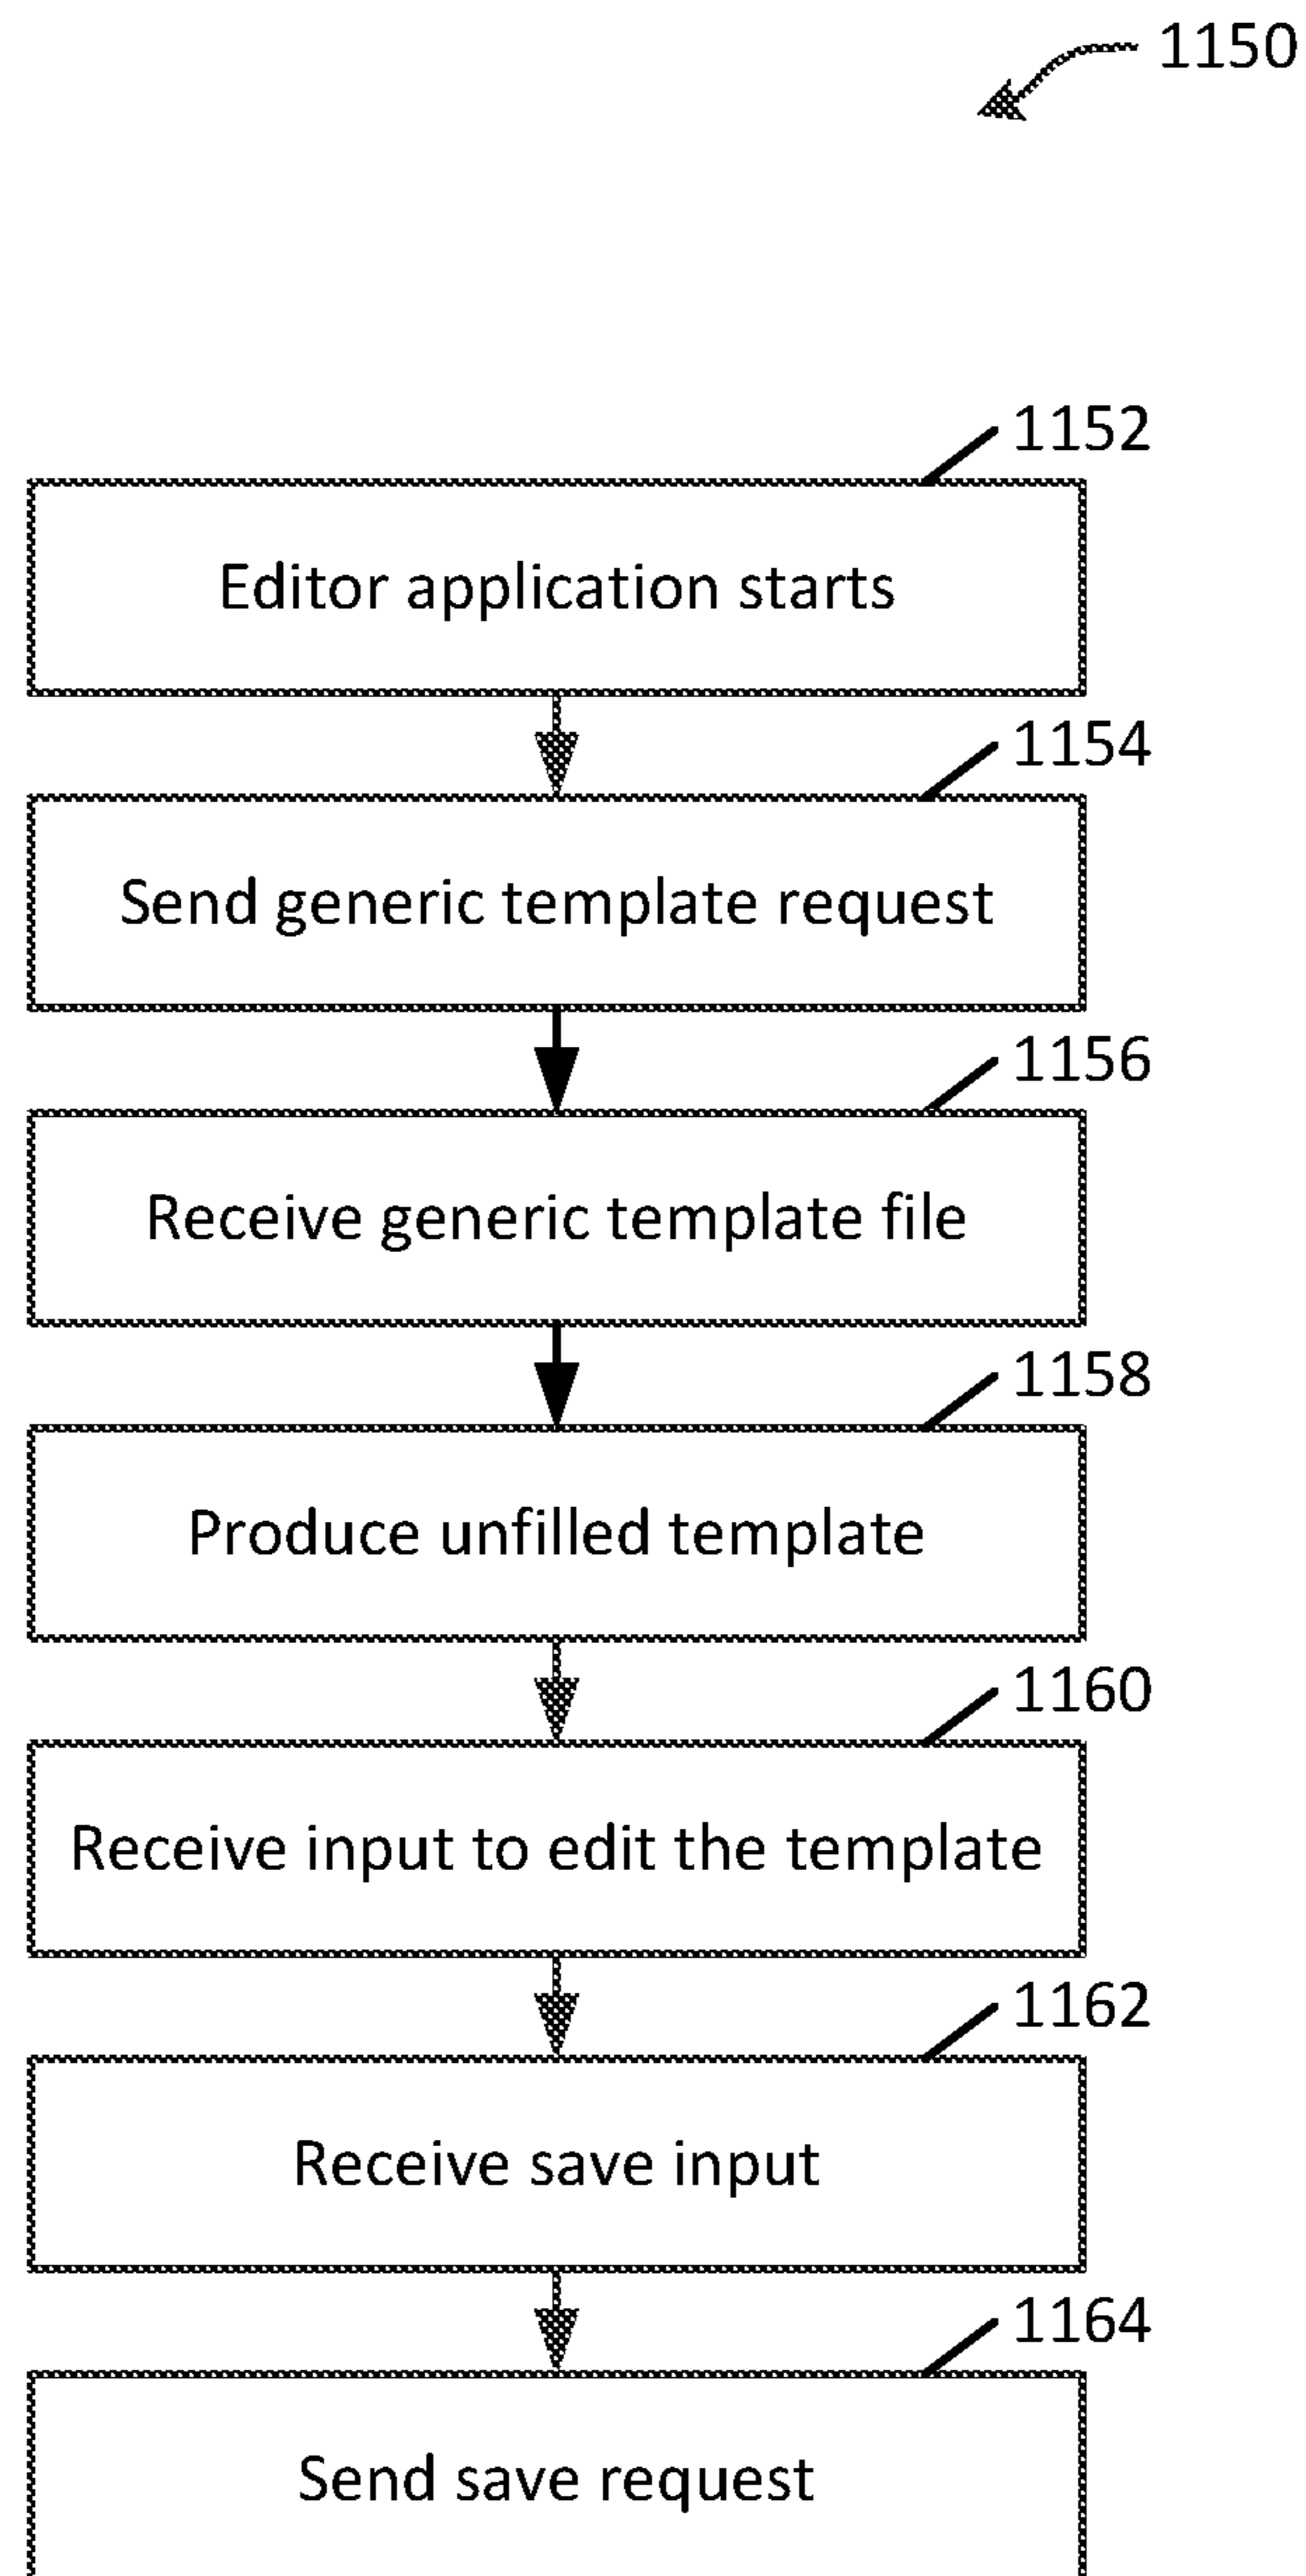 1150
1152
Editor application starts
1154
Send generic template request
1156
Receive generic template file
1158
Produce unfilled template
1160
Receive input to edit the template
1162
Receive save input
1164
Send save request